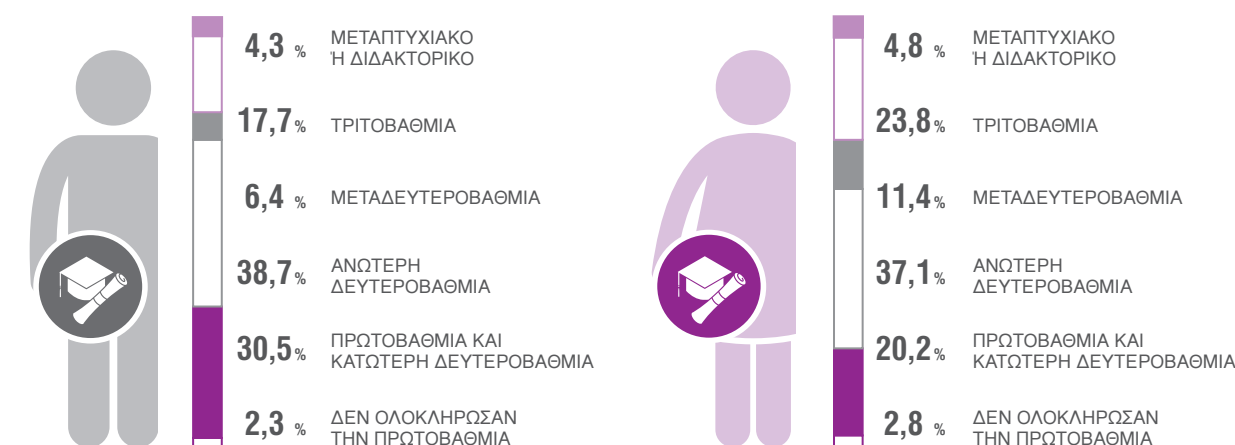 4,3 % ΜΕΤΑΠΤΥΧΙΑΚΟ
Ή ΔΙΔΑΚΤΟΡΙΚΟ
17,7% ΤΡΙΤΟΒΑΘΜΙΑ
6,4 % ΜΕΤΑΔΕΥΤΕΡΟΒΑΘΜΙΑ
38,7% ΑΝΩΤΕΡΗ
ΔΕΥΤΕΡΟΒΑΘΜΙΑ
30,5% ΠΡΩΤΟΒΑΘΜΙΑ ΚΑΙ
ΚΑΤΩΤΕΡΗ ΔΕΥΤΕΡΟΒΑΘΜΙΑ
2,3 % ΔΕΝ ΟΛΟΚΛΗΡΩΣΑΝ
ΤΗΝ ΠΡΩΤΟΒΑΘΜΙΑ
4,8 % ΜΕΤΑΠΤΥΧΙΑΚΟ
Ή ΔΙΔΑΚΤΟΡΙΚΟ
23,8% ΤΡΙΤΟΒΑΘΜΙΑ
11,4% ΜΕΤΑΔΕΥΤΕΡΟΒΑΘΜΙΑ
37,1% ΑΝΩΤΕΡΗ
ΔΕΥΤΕΡΟΒΑΘΜΙΑ
20,2% ΠΡΩΤΟΒΑΘΜΙΑ ΚΑΙ
ΚΑΤΩΤΕΡΗ ΔΕΥΤΕΡΟΒΑΘΜΙΑ
2,8 % ΔΕΝ ΟΛΟΚΛΗΡΩΣΑΝ
ΤΗΝ ΠΡΩΤΟΒΑΘΜΙΑ